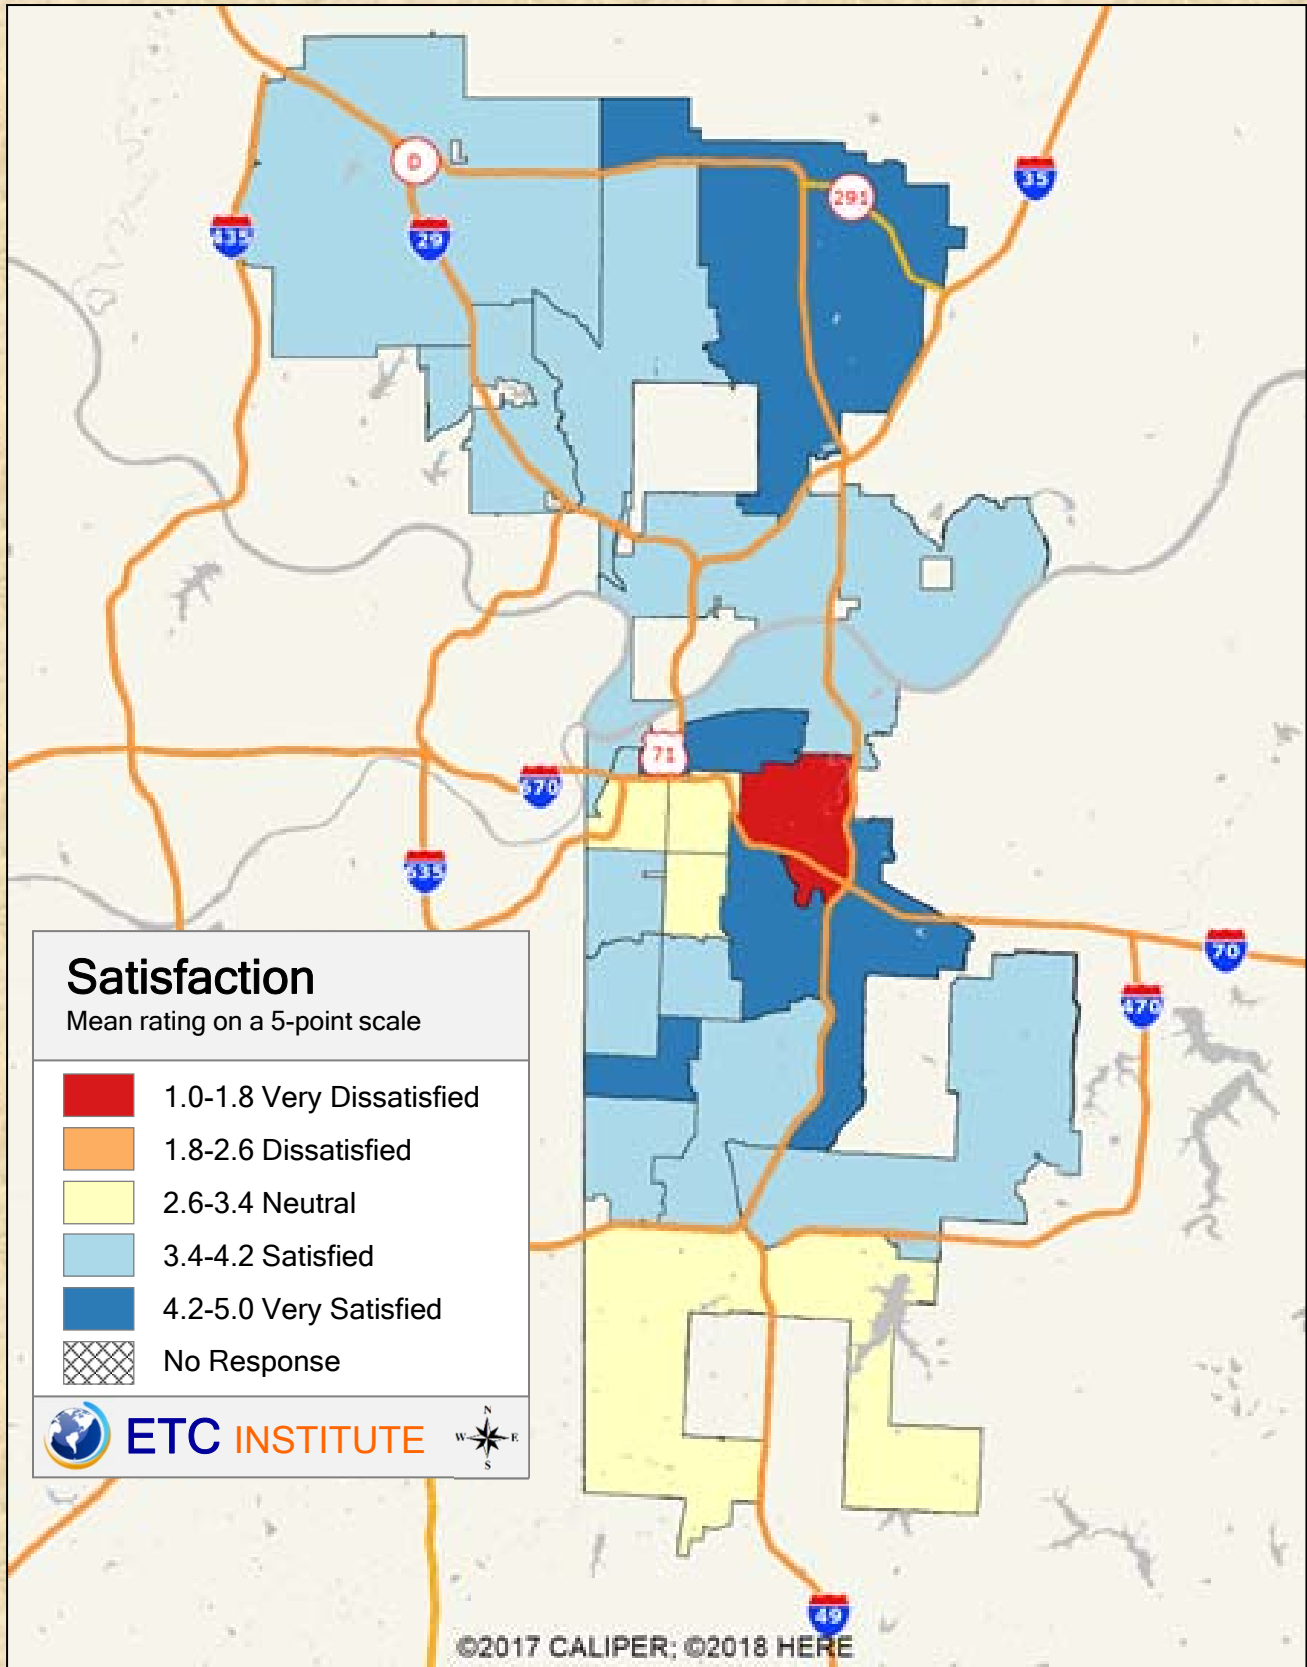 D
291
35
435
29
71
670
635
70
470
Satisfaction
Mean rating on a 5-point scale
1.0-1.8 Very Dissatisfied
1.8-2.6 Dissatisfied
2.6-3.4 Neutral
3.4-4.2 Satisfied
4.2-5.0 Very Satisfied
No Response
ETC INSTITUTE
N
W E
S
49
©2017 CALIPER; ©2018 HERE